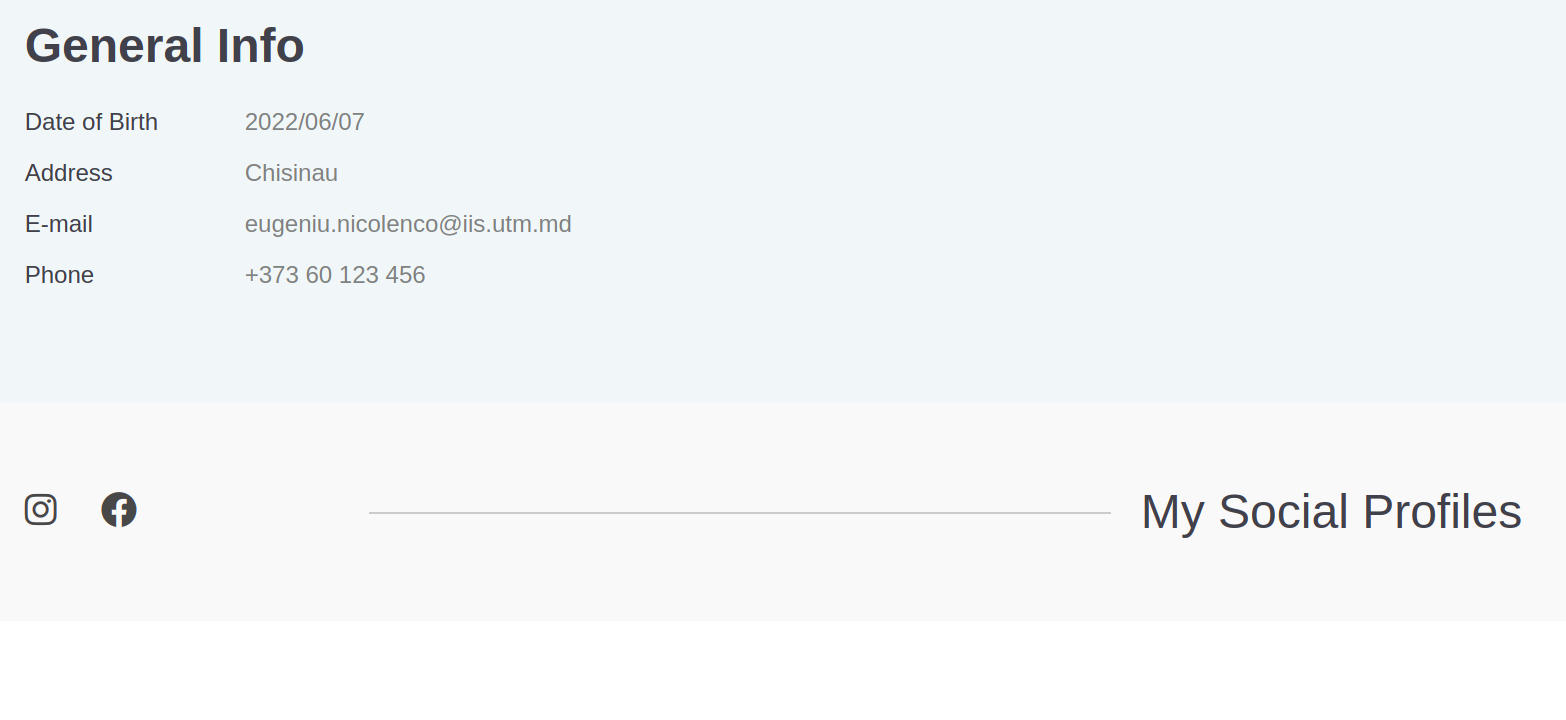 General Info
Date of Birth 2022/06/07
Address Chisinau
E-mail eugeniu.nicolenco@iis.utm.md
Phone +373 60 123 456
My Social Profiles